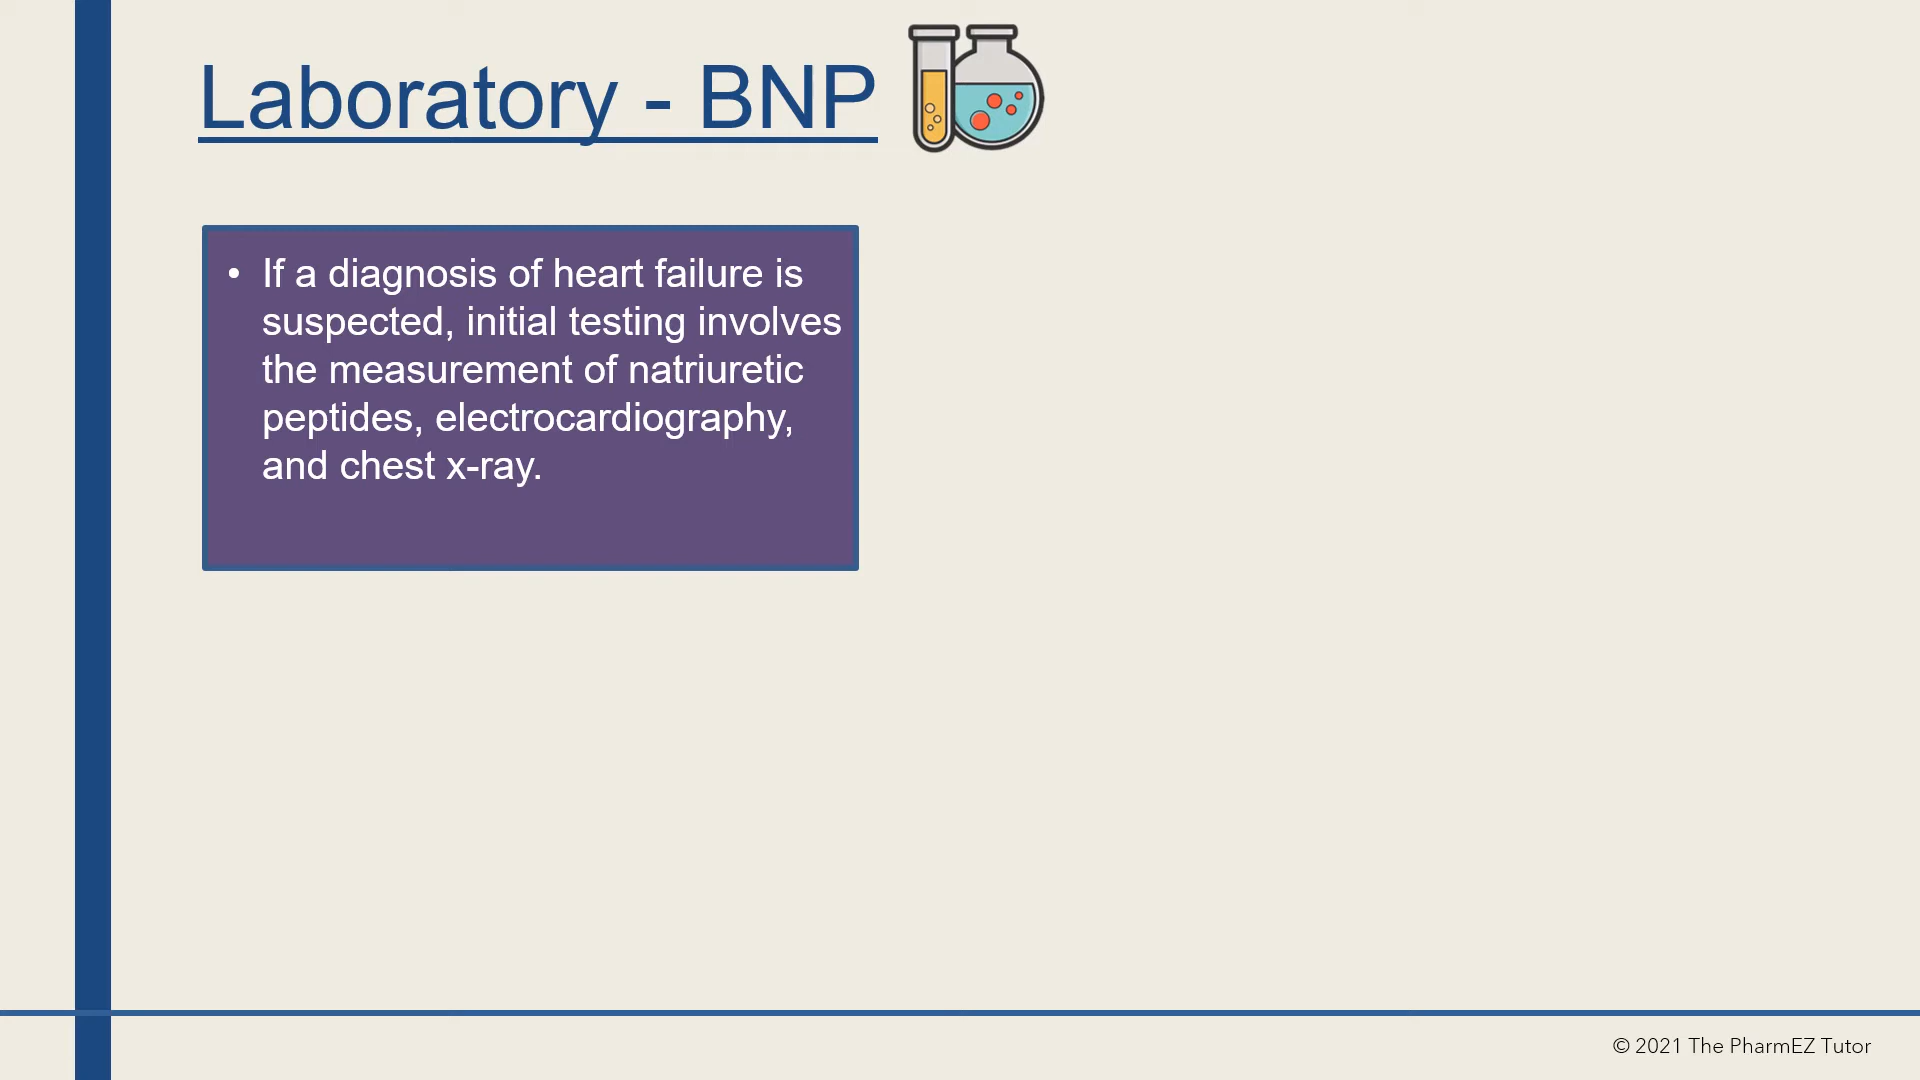 Laboratory - BNP
• If a diagnosis of heart failure is
suspected, initial testing involves
the measurement of natriuretic
peptides, electrocardiography,
and chest x-ray.
© 2021 The PharmEZ Tutor